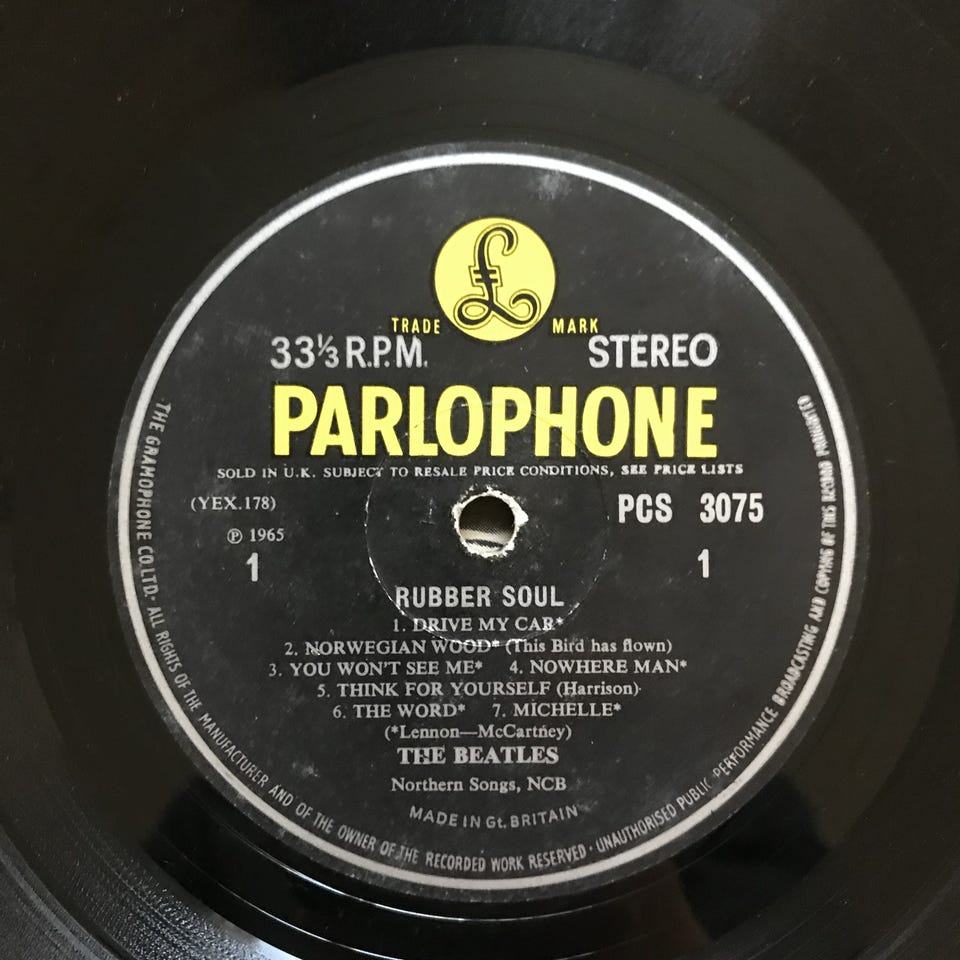 £
TRADE MARK
33⅓ R.P.M. STEREO
PARLOPHONE
SOLD IN U.K. SUBJECT TO RESALE PRICE CONDITIONS, SEE PRICE LISTS
(YEX.178) PCS 3075
℗ 1965
1 1
RUBBER SOUL
1. DRIVE MY CAR*
2. NORWEGIAN WOOD* (This Bird has flown)
3. YOU WON'T SEE ME* 4. NOWHERE MAN*
5. THINK FOR YOURSELF (Harrison)
6. THE WORD* 7. MICHELLE*
(*Lennon—McCartney)
THE BEATLES
Northern Songs, NCB
MADE IN Gt. BRITAIN
THE GRAMOPHONE CO. LTD. · ALL RIGHTS OF THE MANUFACTURER AND OF THE OWNER OF THE RECORDED WORK RESERVED · UNAUTHORISED PUBLIC PERFORMANCE BROADCASTING AND COPYING OF THIS RECORD PROHIBITED